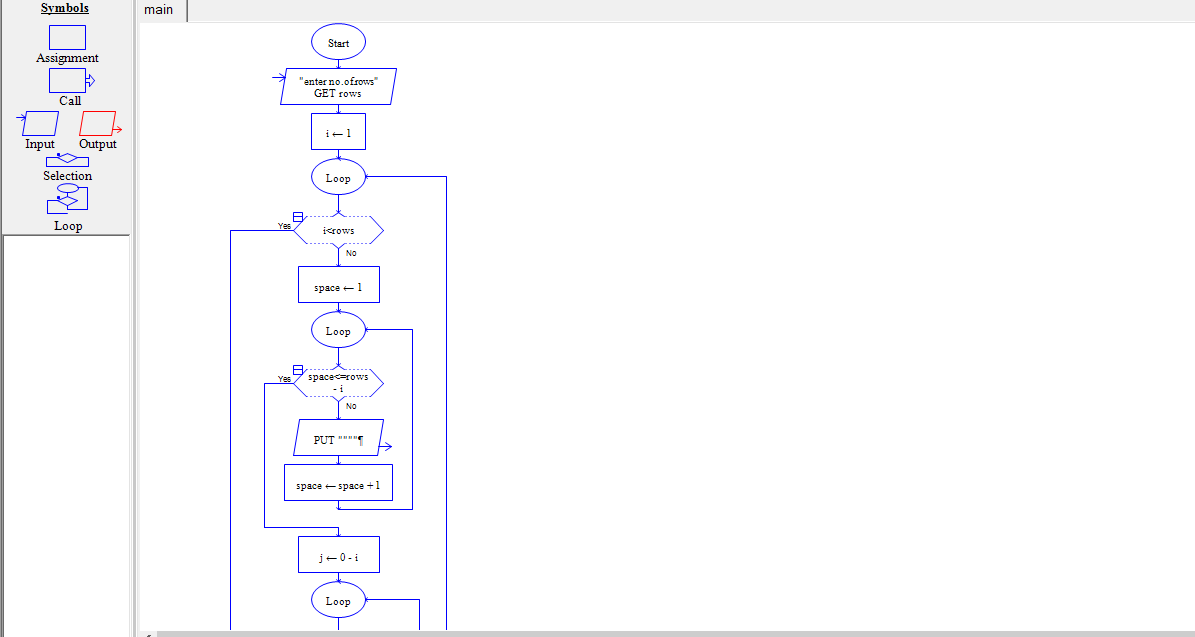 Symbols
Assignment
Call
Input
Output
Selection
Loop
main
Start
"enter no.of.rows"
GET rows
i ← 1
Loop
Yes
i<rows
No
space ← 1
Loop
Yes
space<=rows
- i
No
PUT """"¶
space ← space + 1
j ← 0 - i
Loop